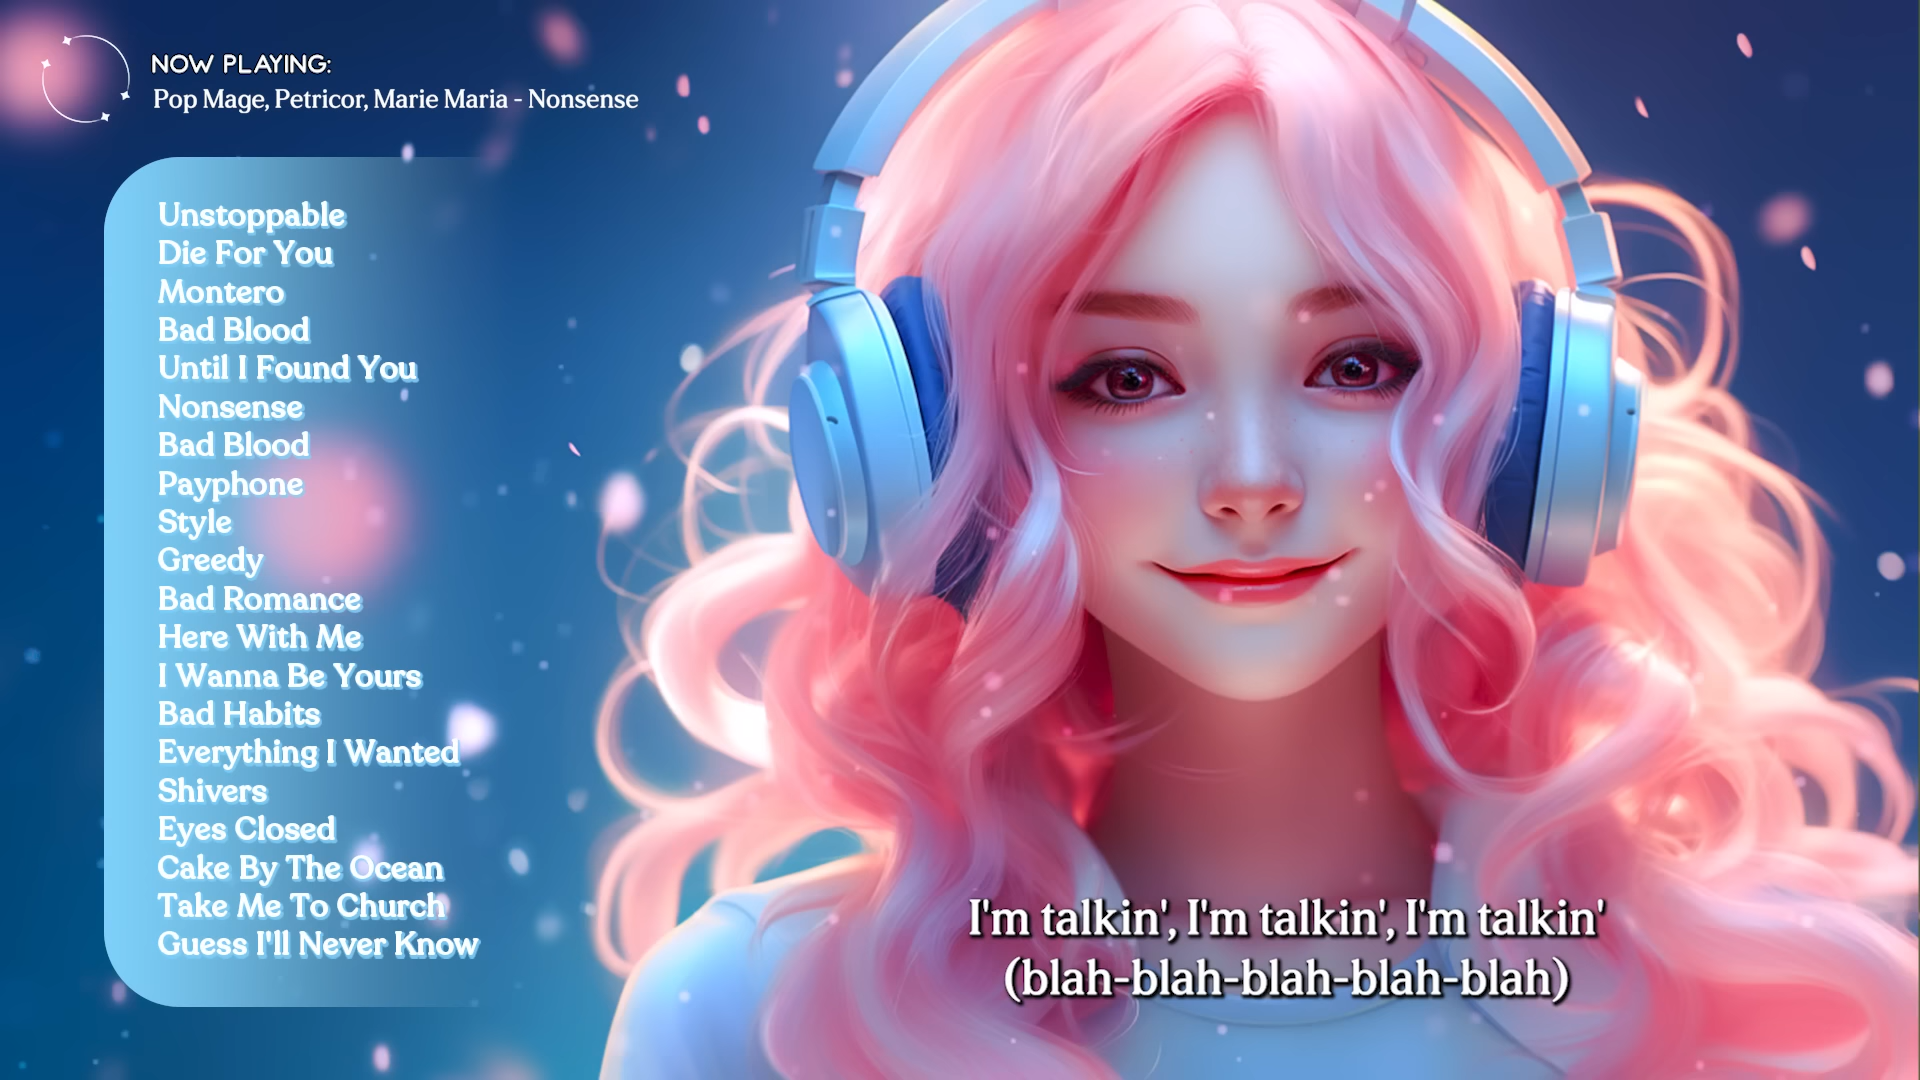 NOW PLAYING:
Pop Mage, Petricor, Marie Maria - Nonsense
Unstoppable
Die For You
Montero
Bad Blood
Until I Found You
Nonsense
Bad Blood
Payphone
Style
Greedy
Bad Romance
Here With Me
I Wanna Be Yours
Bad Habits
Everything I Wanted
Shivers
Eyes Closed
Cake By The Ocean
Take Me To Church
Guess I'll Never Know
I'm talkin', I'm talkin', I'm talkin'
(blah-blah-blah-blah-blah)